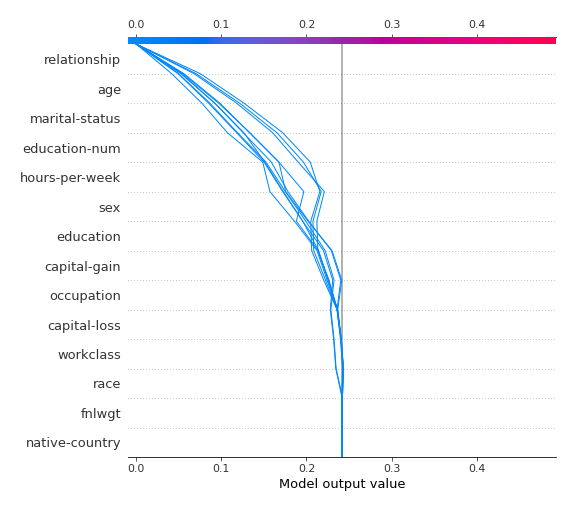 0.0 0.1 0.2 0.3 0.4
relationship
age
marital-status
education-num
hours-per-week
sex
education
capital-gain
occupation
capital-loss
workclass
race
fnlwgt
native-country
0.0 0.1 0.2 0.3 0.4
Model output value